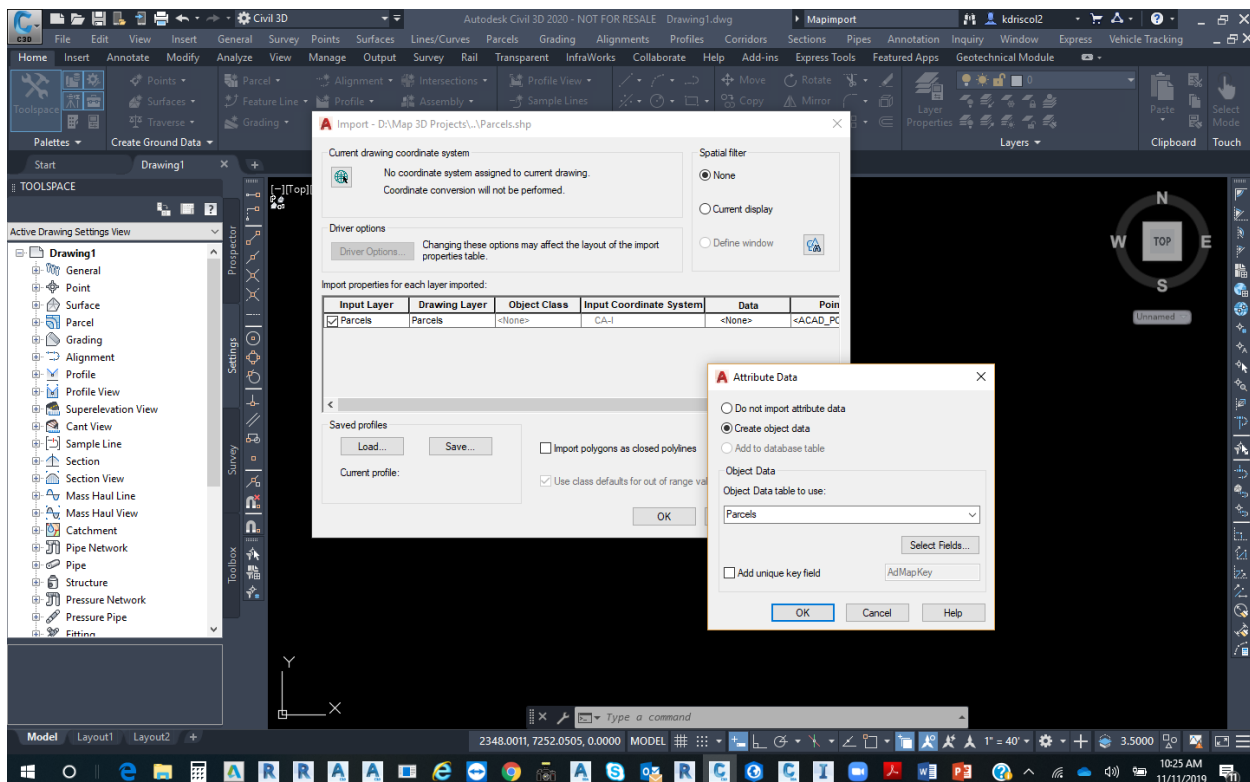 C3D
Civil 3D
Autodesk Civil 3D 2020 - NOT FOR RESALE Drawing1.dwg
Mapimport
kdriscol2
File Edit View Insert General Survey Points Surfaces Lines/Curves Parcels Grading Alignments Profiles Corridors Sections Pipes Annotation Inquiry Window Express Vehicle Tracking
Home Insert Annotate Modify Analyze View Manage Output Survey Rail Transparent InfraWorks Collaborate Help Add-ins Express Tools Featured Apps Geotechnical Module
Toolspace
Points
Surfaces
Traverse
Parcel
Feature Line
Grading
Alignment
Profile
Intersections
Assembly
Profile View
Sample Lines
Move
Copy
Rotate
Mirror
Layer
Properties
0
Paste
Select
Mode
Palettes
Create Ground Data
Layers
Clipboard
Touch
Start
Drawing1
TOOLSPACE
Active Drawing Settings View
Drawing1
General
Point
Surface
Parcel
Grading
Alignment
Profile
Profile View
Superelevation View
Cant View
Sample Line
Section
Section View
Mass Haul Line
Mass Haul View
Catchment
Pipe Network
Pipe
Structure
Pressure Network
Pressure Pipe
Fitting
Prospector
Settings
Survey
Toolbox
[-][Top]
Import - D:\Map 3D Projects\..\Parcels.shp
Current drawing coordinate system
No coordinate system assigned to current drawing.
Coordinate conversion will not be performed.
Driver options
Driver Options...
Changing these options may affect the layout of the import
properties table.
Spatial filter
None
Current display
Define window
Import properties for each layer imported:
Input Layer Drawing Layer Object Class Input Coordinate System Data Poin
Parcels Parcels <None> CA-I <None> <ACAD_PO
Saved profiles
Load...
Save...
Current profile:
Import polygons as closed polylines
Use class defaults for out of range val
OK
Attribute Data
Do not import attribute data
Create object data
Add to database table
Object Data
Object Data table to use:
Parcels
Select Fields...
Add unique key field
AdMapKey
OK
Cancel
Help
N
W
TOP
E
S
Unnamed
Y
X
Type a command
Model Layout1 Layout2
2348.0011, 7252.0505, 0.0000 MODEL
1" = 40'
3.5000
10:25 AM
11/11/2019